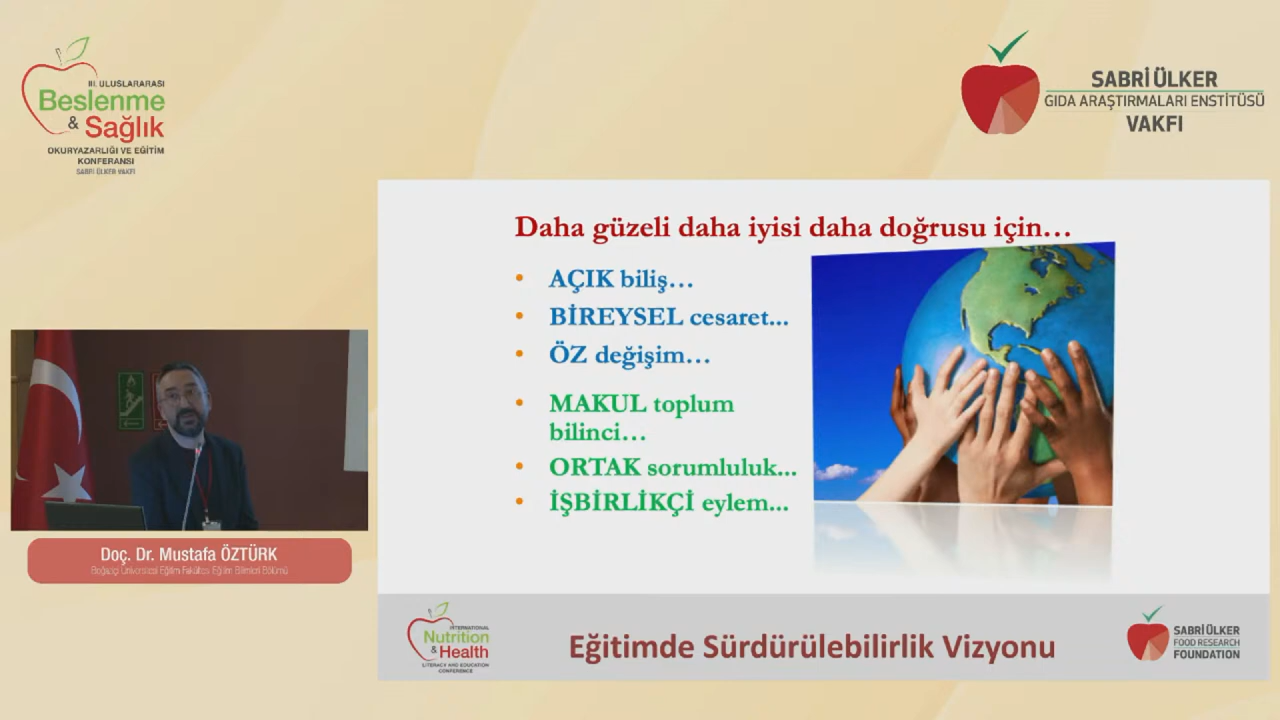 III. ULUSLARARASI
Beslenme
& Sağlık
OKURYAZARLIĞI VE EĞİTİM
KONFERANSI
SABRİ ÜLKER VAKFI
SABRİ ÜLKER
GIDA ARAŞTIRMALARI ENSTİTÜSÜ
VAKFI
Daha güzeli daha iyisi daha doğrusu için…
• AÇIK biliş…
• BİREYSEL cesaret...
• ÖZ değişim…
• MAKUL toplum
bilinci…
• ORTAK sorumluluk...
• İŞBİRLİKÇİ eylem...
Doç. Dr. Mustafa ÖZTÜRK
Boğaziçi Üniversitesi Eğitim Fakültesi Eğitim Bilimleri Bölümü
INTERNATIONAL
Nutrition
& Health
LITERACY AND EDUCATION
CONFERENCE
Eğitimde Sürdürülebilirlik Vizyonu
SABRİ ÜLKER
FOOD RESEARCH
FOUNDATION